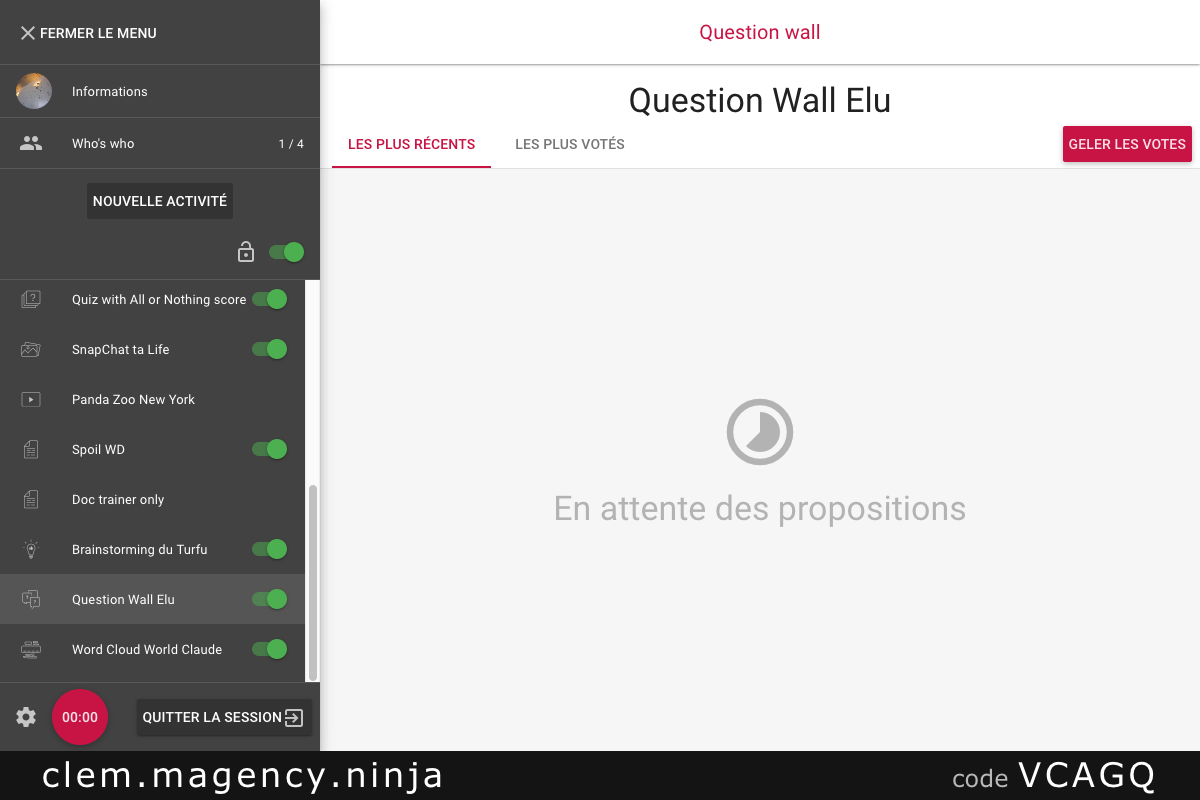 FERMER LE MENU
Informations
Who's who 1 / 4
NOUVELLE ACTIVITÉ
Quiz with All or Nothing score
SnapChat ta Life
Panda Zoo New York
Spoil WD
Doc trainer only
Brainstorming du Turfu
Question Wall Elu
Word Cloud World Claude
00:00
QUITTER LA SESSION
Question wall
Question Wall Elu
LES PLUS RÉCENTS LES PLUS VOTÉS GELER LES VOTES
En attente des propositions
clem.magency.ninja code VCAGQ